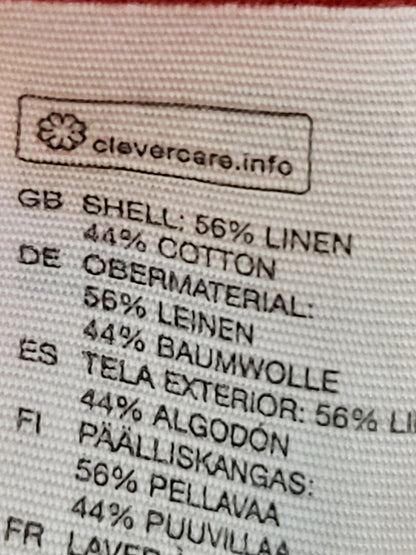 clevercare.info
GB SHELL: 56% LINEN
44% COTTON
DE OBERMATERIAL:
56% LEINEN
44% BAUMWOLLE
ES TELA EXTERIOR: 56% LI
44% ALGODÓN
FI PÄÄLLISKANGAS:
56% PELLAVAA
44% PUUVILLAA
FR